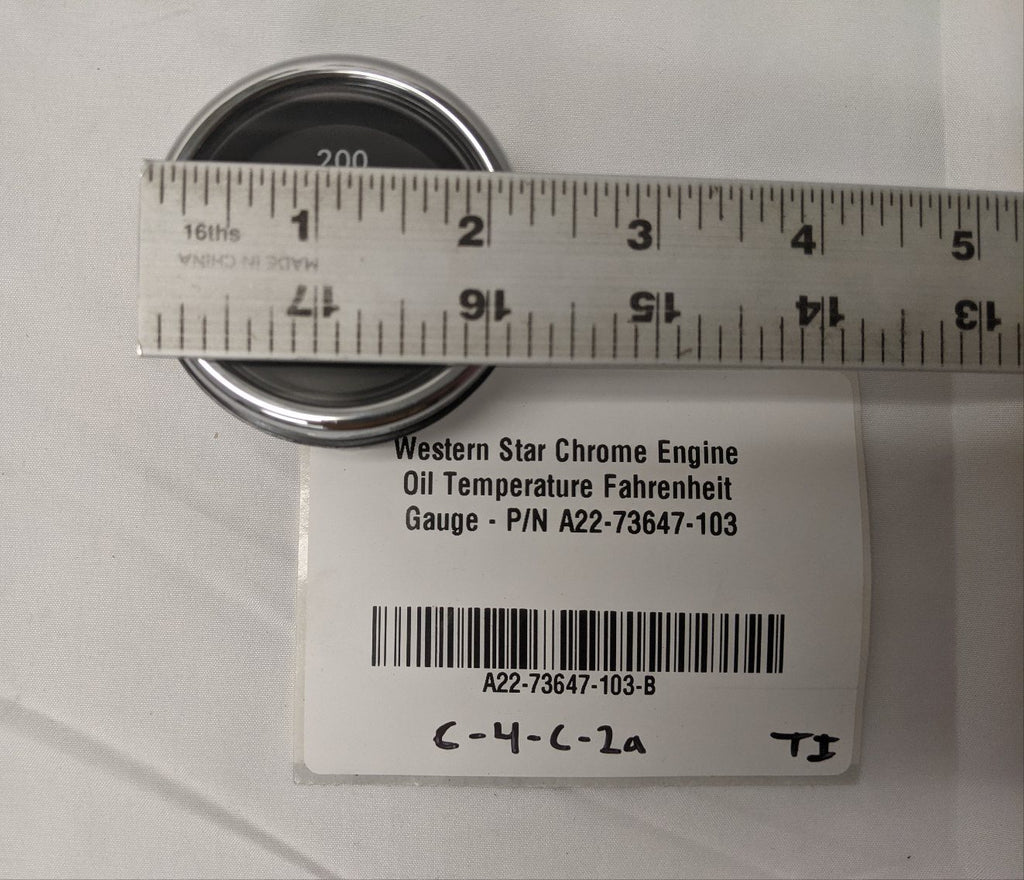 200
1 2 3 4 5
16ths
MADE IN CHINA
17 16 15 14 13
Western Star Chrome Engine
Oil Temperature Fahrenheit
Gauge - P/N A22-73647-103
A22-73647-103-B
6-4-C-2a
TI